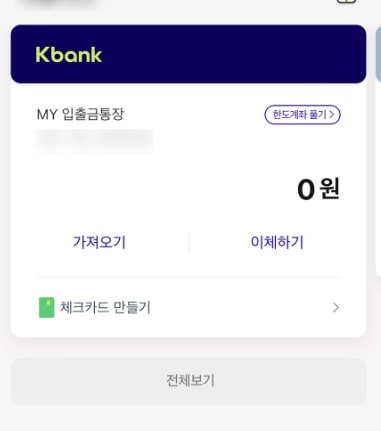 Kbank
MY 입출금통장
한도계좌 풀기 >
0원
가져오기
이체하기
체크카드 만들기 >
전체보기